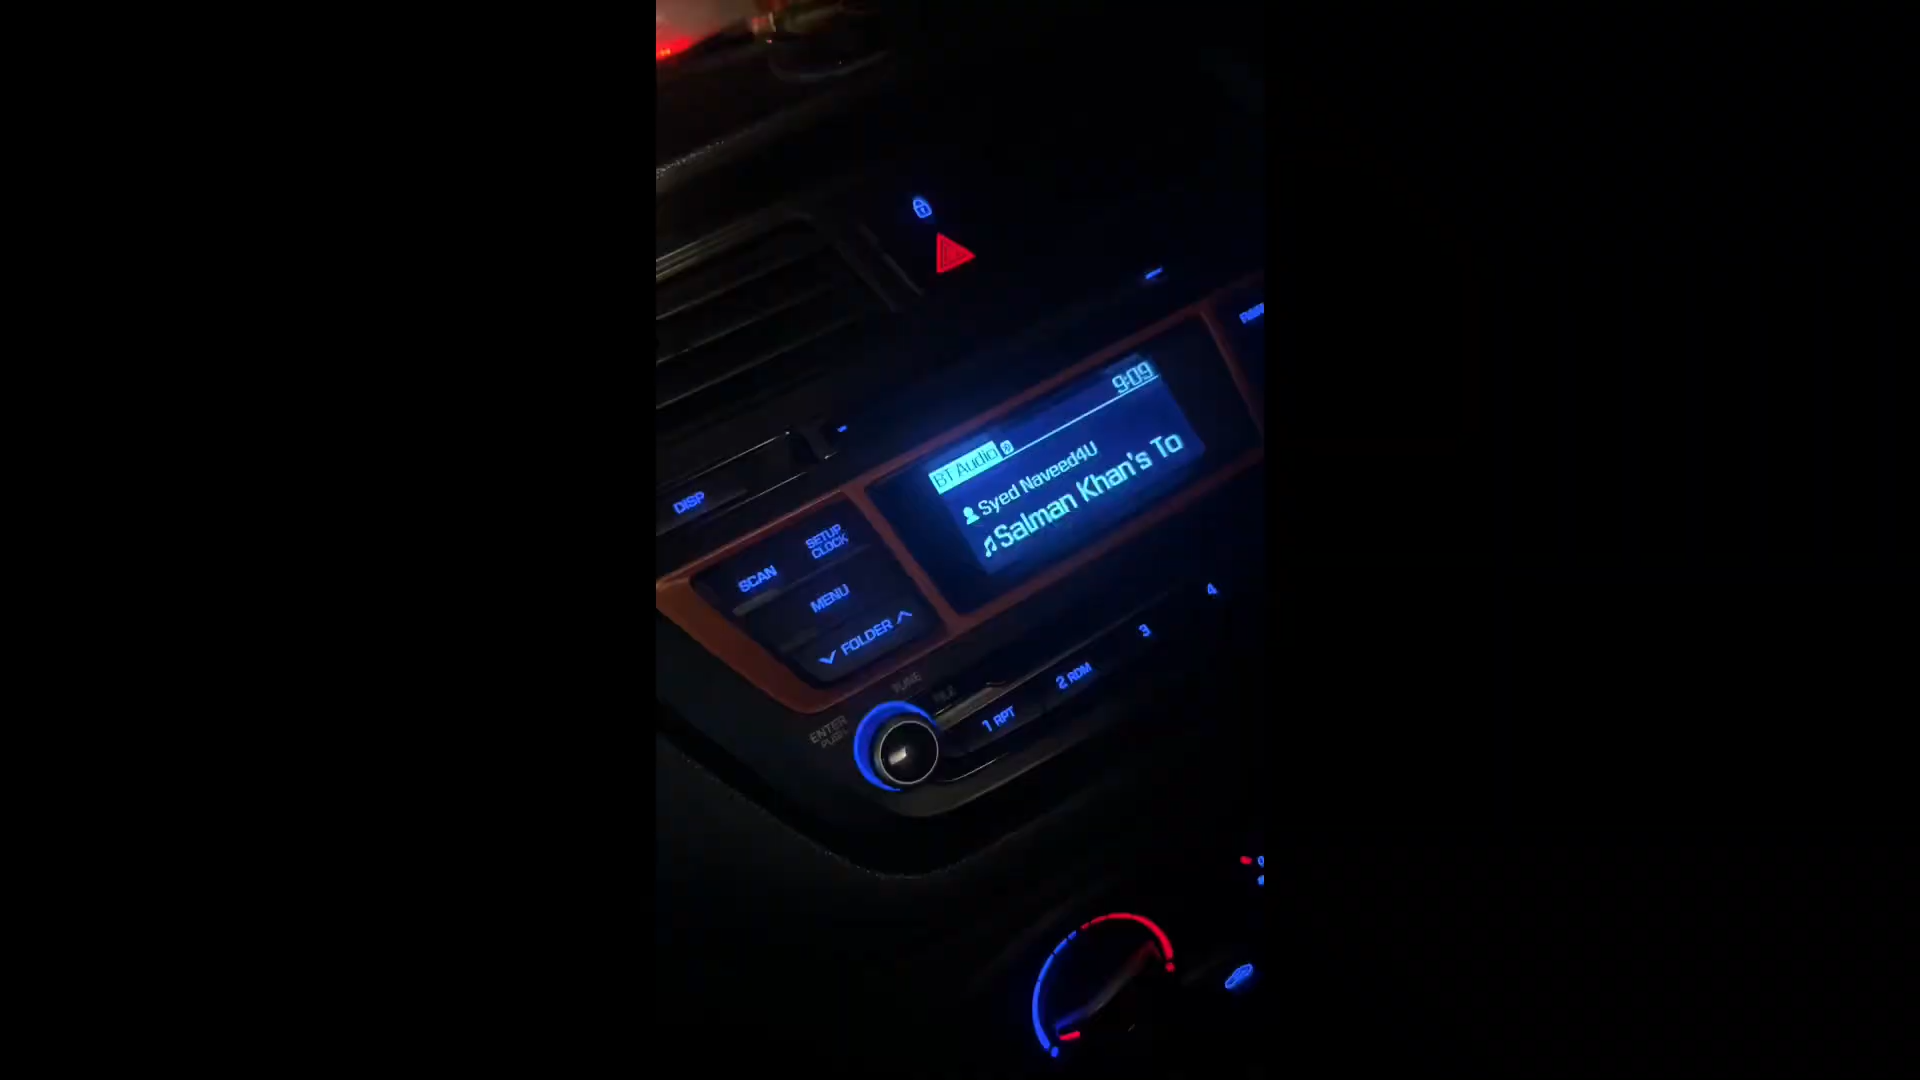 9:09
BT Audio
Syed Naveed4U
Salman Khan's To
DISP
SETUP
CLOCK
SCAN
MENU
FOLDER
TUNE
FILE
ENTER
PUSH
1 RPT
2 RDM
3
4